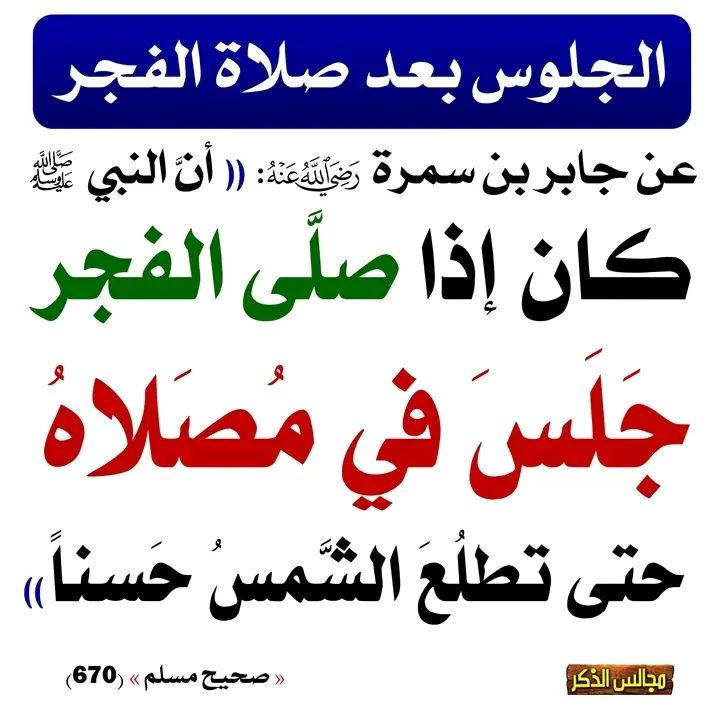 الجلوس بعد صلاة الفجر
عن جابر بن سمرة رَضِيَ اللَّهُ عَنْهُ: (( أنَّ النبي ﷺ
كان إذا صلَّى الفجر
جَلَسَ في مُصَلاهُ
حتى تطلُعَ الشَّمسُ حَسناً ))
« صحيح مسلم » (670)
مجالس الذكر